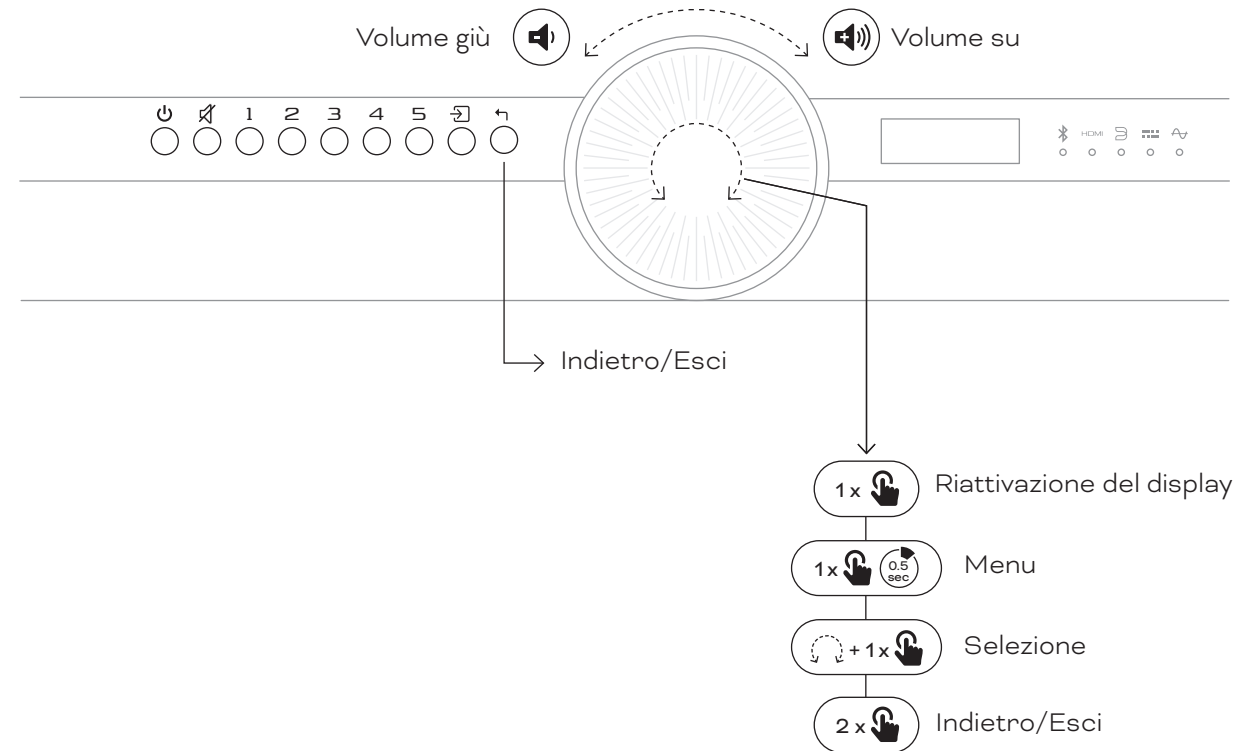 Volume giù
Volume su
1 2 3 4 5
HDMI
Indietro/Esci
1 x
Riattivazione del display
1 x 0.5 sec
Menu
+ 1 x
Selezione
2 x
Indietro/Esci